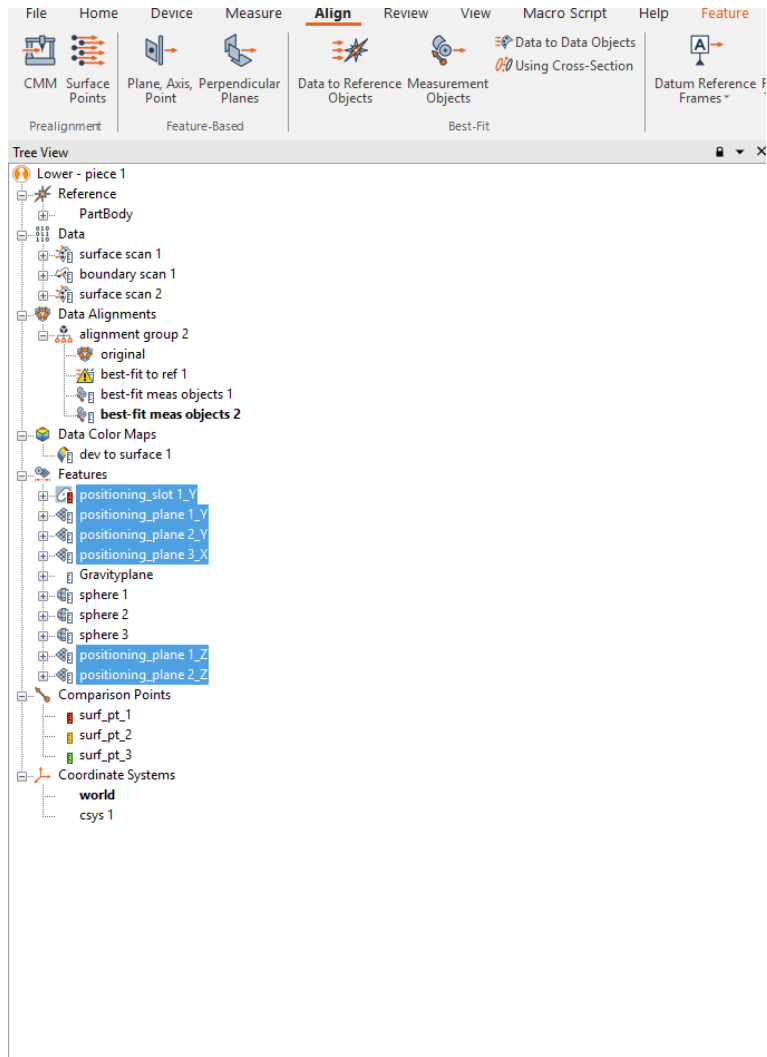 File Home Device Measure Align Review View Macro Script Help Feature
Data to Data Objects
Using Cross-Section
CMM Surface Points
Plane, Axis, Point
Perpendicular Planes
Data to Reference Objects
Measurement Objects
Datum Reference Frames
Prealignment Feature-Based Best-Fit
Tree View
Lower - piece 1
Reference
PartBody
Data
010
011
110
surface scan 1
boundary scan 1
surface scan 2
Data Alignments
alignment group 2
original
best-fit to ref 1
best-fit meas objects 1
best-fit meas objects 2
Data Color Maps
dev to surface 1
Features
positioning_slot 1_Y
positioning_plane 1_Y
positioning_plane 2_Y
positioning_plane 3_X
Gravityplane
sphere 1
sphere 2
sphere 3
positioning_plane 1_Z
positioning_plane 2_Z
Comparison Points
surf_pt_1
surf_pt_2
surf_pt_3
Coordinate Systems
world
csys 1